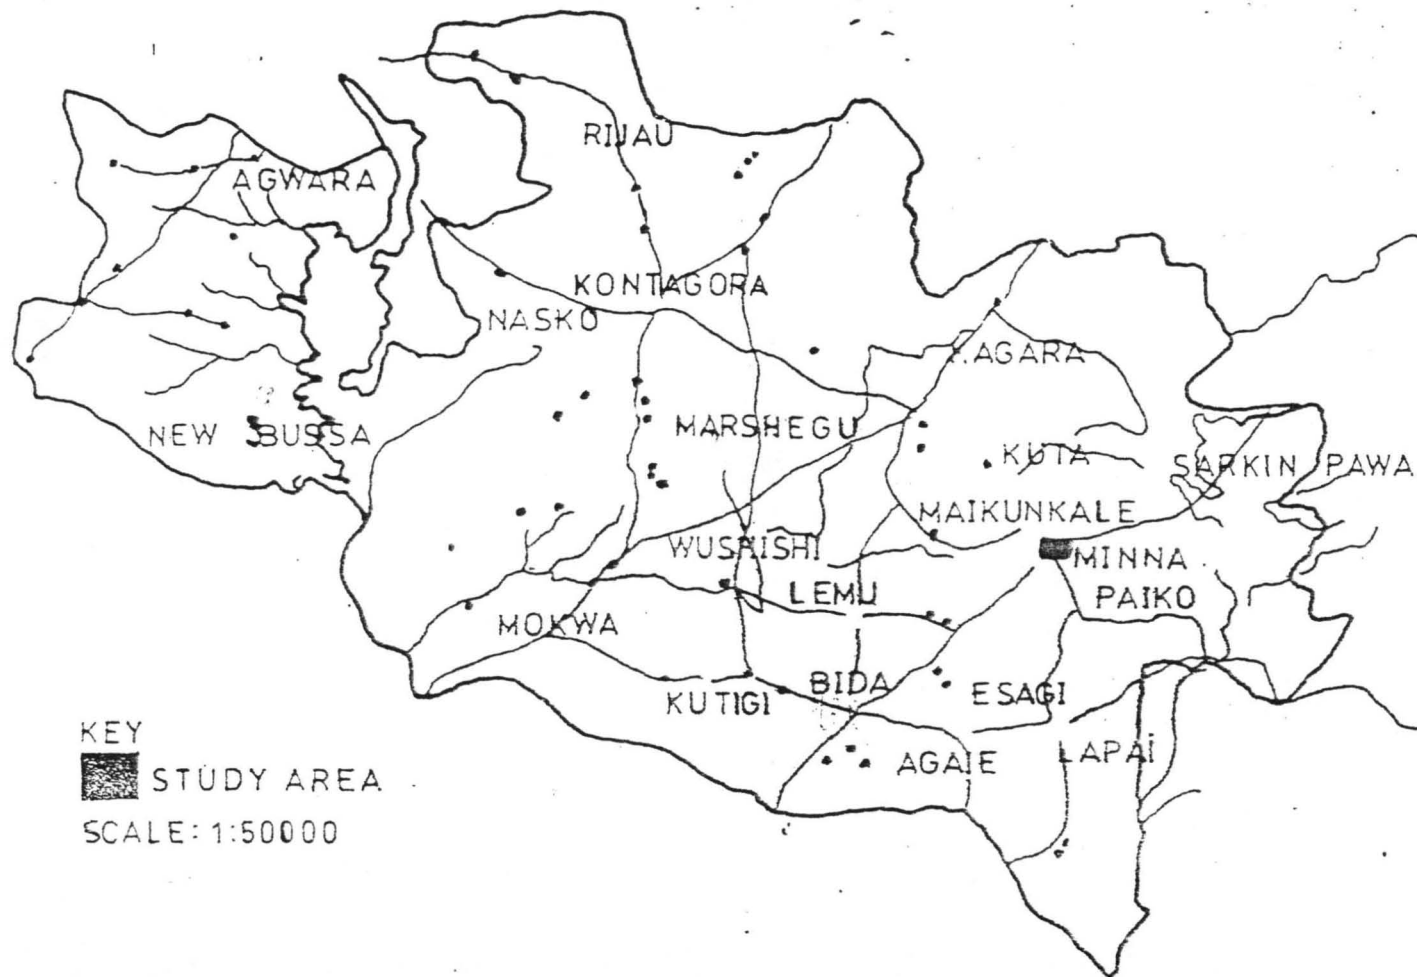 RIJAU
AGWARA
KONTAGORA
NASKO
KAGARA
NEW BUSSA
MARSHEGU
KUTA
SARKIN PAWA
MAIKUNKALE
WUSHISHI
MINNA
LEMU
PAIKO
MOKWA
BIDA
ESAGI
KUTIGI
AGAIE
LAPAI
KEY
STUDY AREA
SCALE: 1:50000